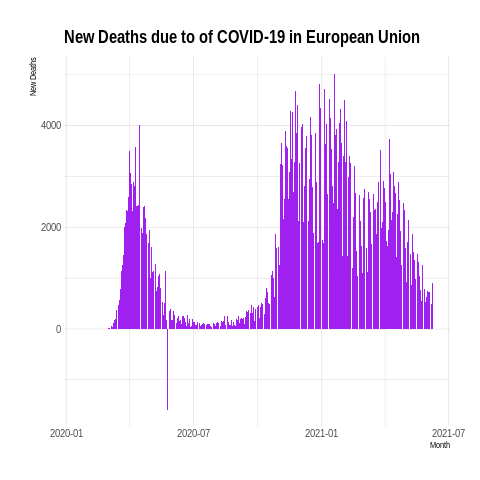 New Deaths due to of COVID-19 in European Union
New Deaths
4000
2000
0
2020-01 2020-07 2021-01 2021-07
Month